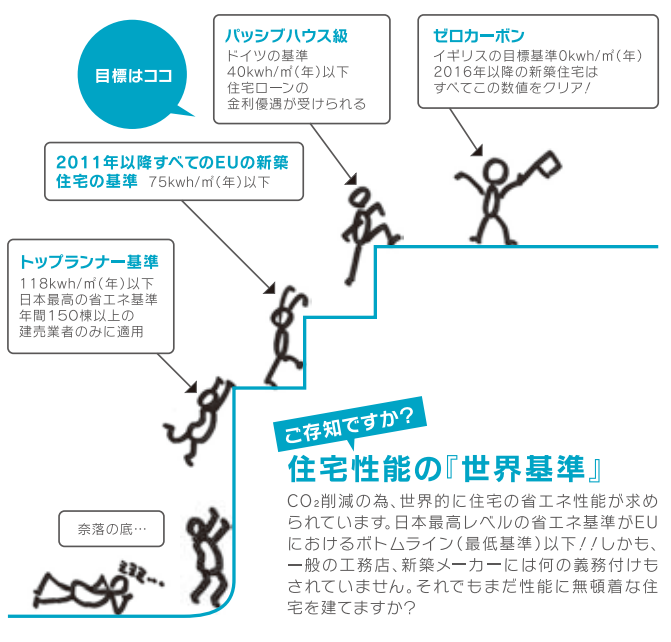 目標はココ
パッシブハウス級
ドイツの基準
40kwh/㎡(年)以下
住宅ローンの
金利優遇が受けられる
ゼロカーボン
イギリスの目標基準0kwh/㎡(年)
2016年以降の新築住宅は
すべてこの数値をクリア!
2011年以降すべてのEUの新築
住宅の基準 75kwh/㎡(年)以下
トップランナー基準
118kwh/㎡(年)以下
日本最高の省エネ基準
年間150棟以上の
建売業者のみに適用
奈落の底…
zzz...
ご存知ですか?
住宅性能の『世界基準』
CO₂削減の為、世界的に住宅の省エネ性能が求め
られています。日本最高レベルの省エネ基準がEU
におけるボトムライン(最低基準)以下!!しかも、
一般の工務店、新築メーカーには何の義務付けも
されていません。それでもまだ性能に無頓着な住
宅を建てますか?